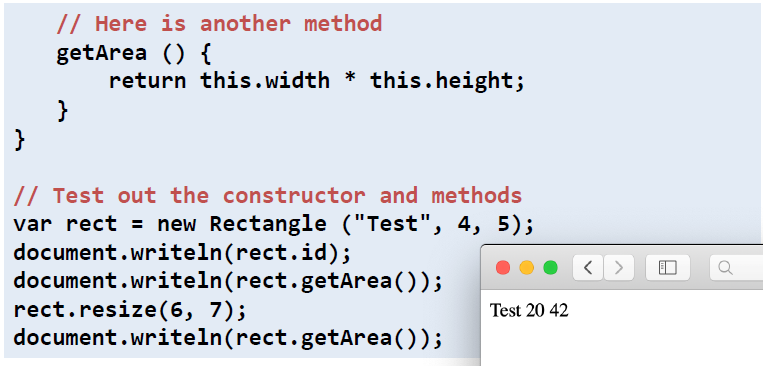 // Here is another method
getArea () {
return this.width * this.height;
}
}
// Test out the constructor and methods
var rect = new Rectangle ("Test", 4, 5);
document.writeln(rect.id);
document.writeln(rect.getArea());
rect.resize(6, 7);
document.writeln(rect.getArea());
Test 20 42